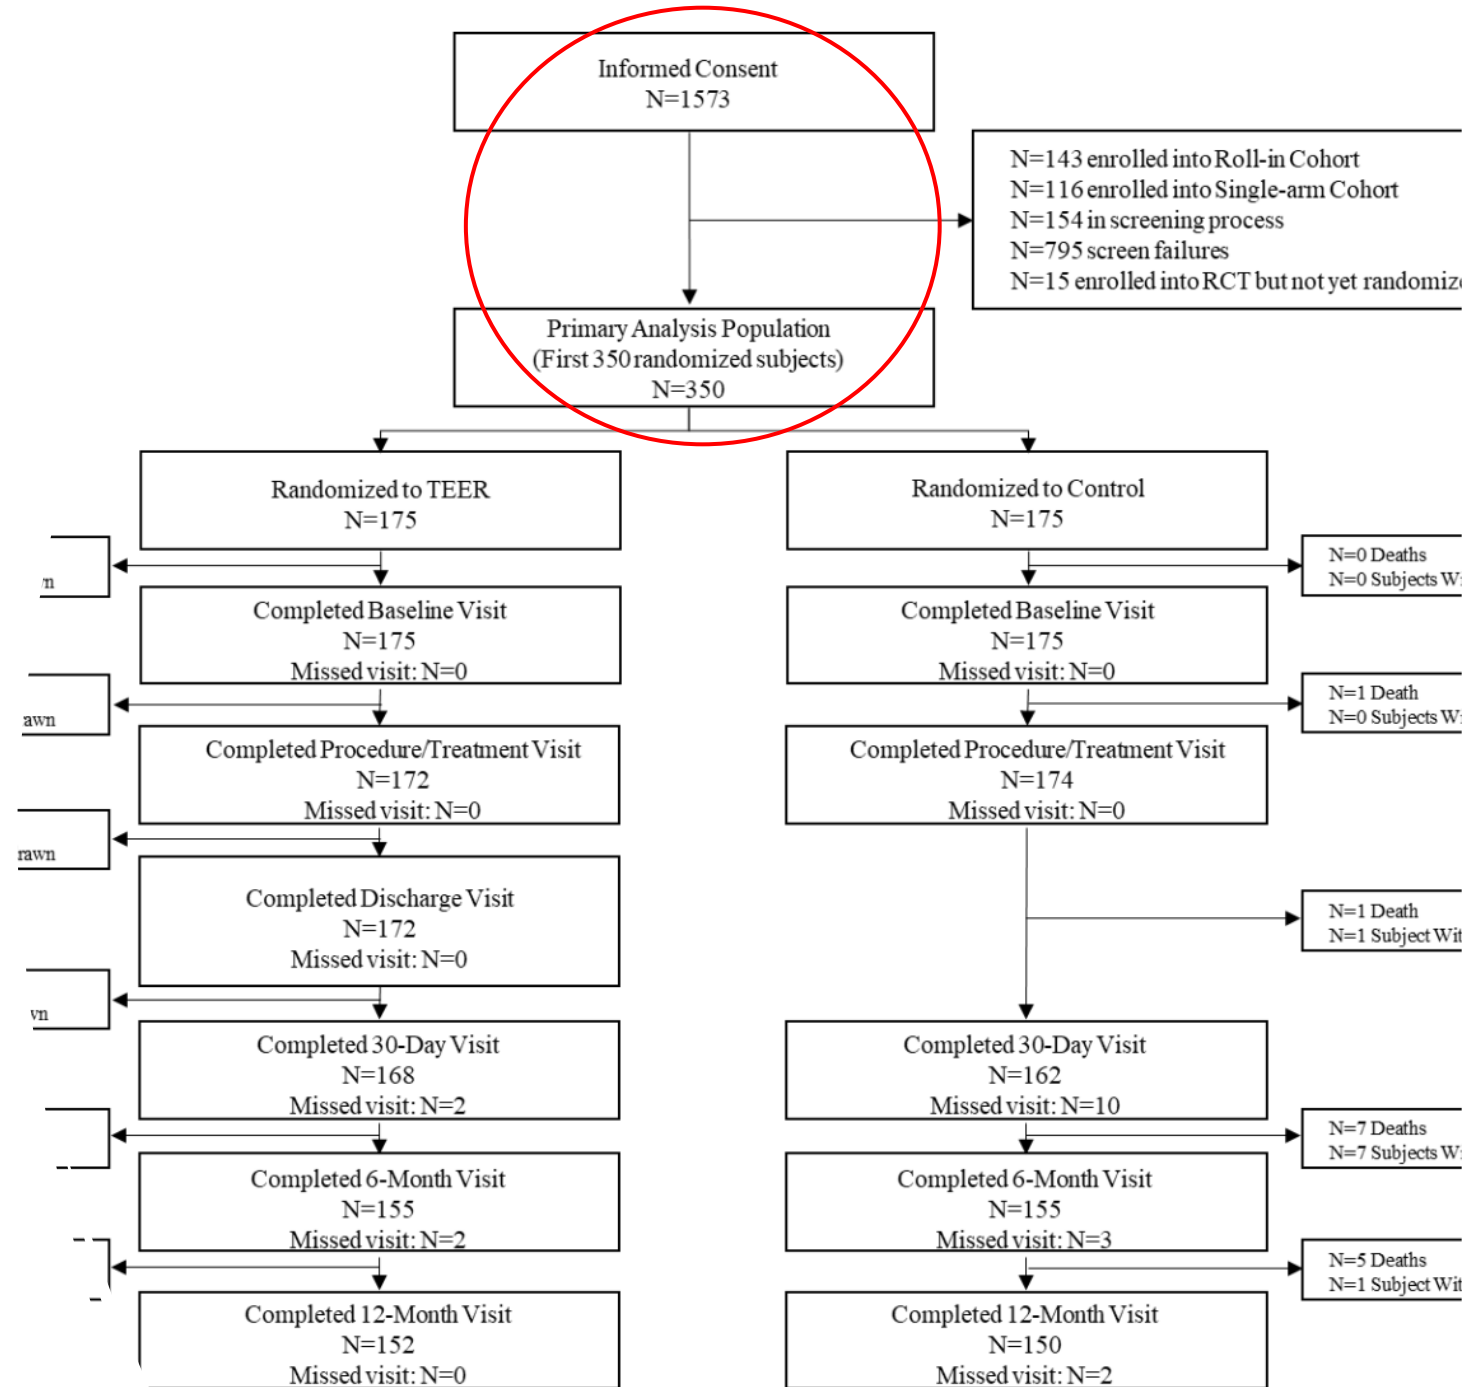 Informed Consent
N=1573
N=143 enrolled into Roll-in Cohort
N=116 enrolled into Single-arm Cohort
N=154 in screening process
N=795 screen failures
N=15 enrolled into RCT but not yet randomize
Primary Analysis Population
(First 350 randomized subjects)
N=350
Randomized to TEER
N=175
Randomized to Control
N=175
N=0 Deaths
N=0 Subjects
Completed Baseline Visit
N=175
Missed visit: N=0
Completed Baseline Visit
N=175
Missed visit: N=0
awn
N=1 Death
N=0 Subjects
Completed Procedure/Treatment Visit
N=172
Missed visit: N=0
Completed Procedure/Treatment Visit
N=174
Missed visit: N=0
rawn
Completed Discharge Visit
N=172
Missed visit: N=0
N=1 Death
N=1 Subject Wit
vn
Completed 30-Day Visit
N=168
Missed visit: N=2
Completed 30-Day Visit
N=162
Missed visit: N=10
N=7 Deaths
N=7 Subjects
Completed 6-Month Visit
N=155
Missed visit: N=2
Completed 6-Month Visit
N=155
Missed visit: N=3
N=5 Deaths
N=1 Subject Wit
Completed 12-Month Visit
N=152
Missed visit: N=0
Completed 12-Month Visit
N=150
Missed visit: N=2